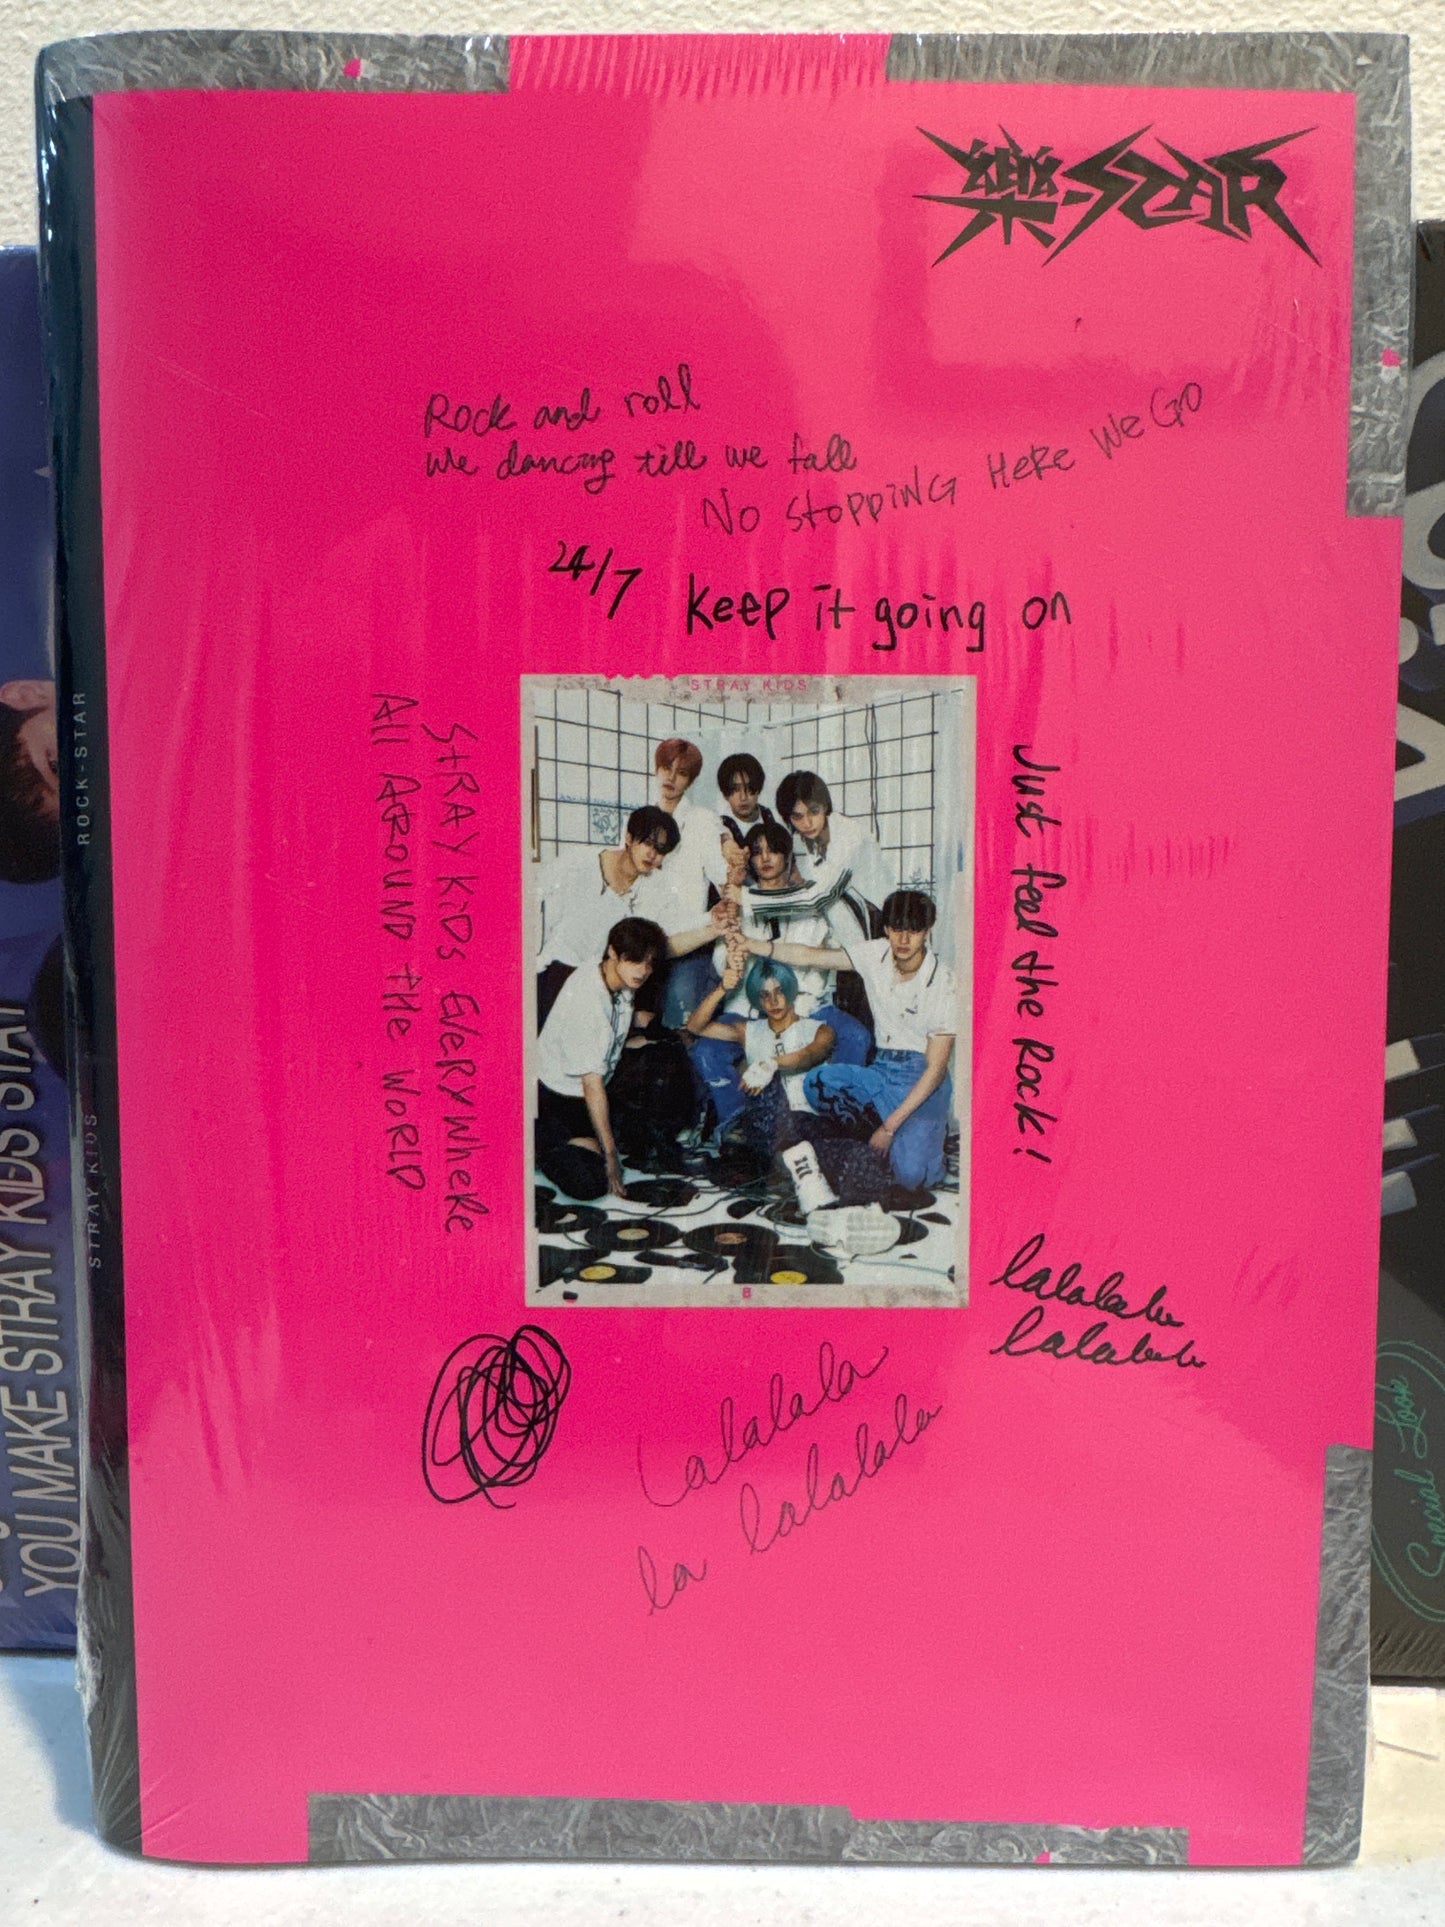 樂-STAR
Rock and roll
We dancing till we fall
No stopping Here We Go
24/7 keep it going on
STRAY KIDS
Just feel the Rock!
STRAY KIDS EVERYWHERE
All AROUND THE WORLD
lalalala
lalalala
Lalalala
la lalalala
B
ROCK-STAR
STRAY KIDS
YOU MAKE STRAY KIDS STAY
Special Look